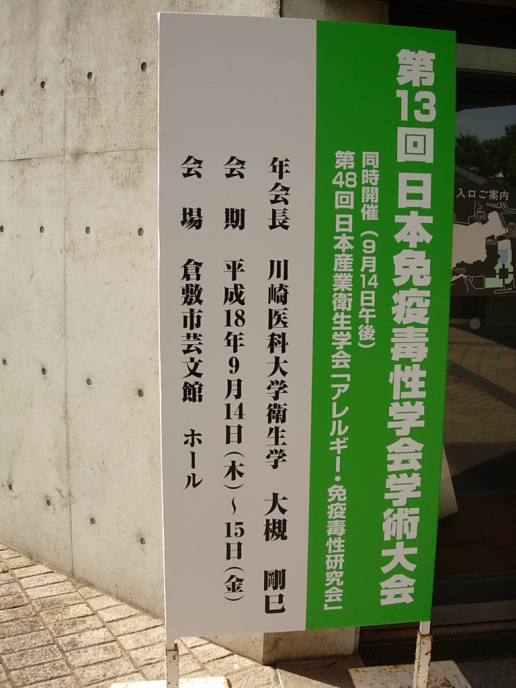 第13回 日本免疫毒性学会学術大会
同時開催（9月14日午後）
第48回 日本産業衛生学会「アレルギー・免疫毒性研究会」
年会長 川崎医科大学衛生学 大槻 剛巳
会期 平成18年9月14日（木）～15日（金）
会場 倉敷市芸文館 ホール
入口ご案内